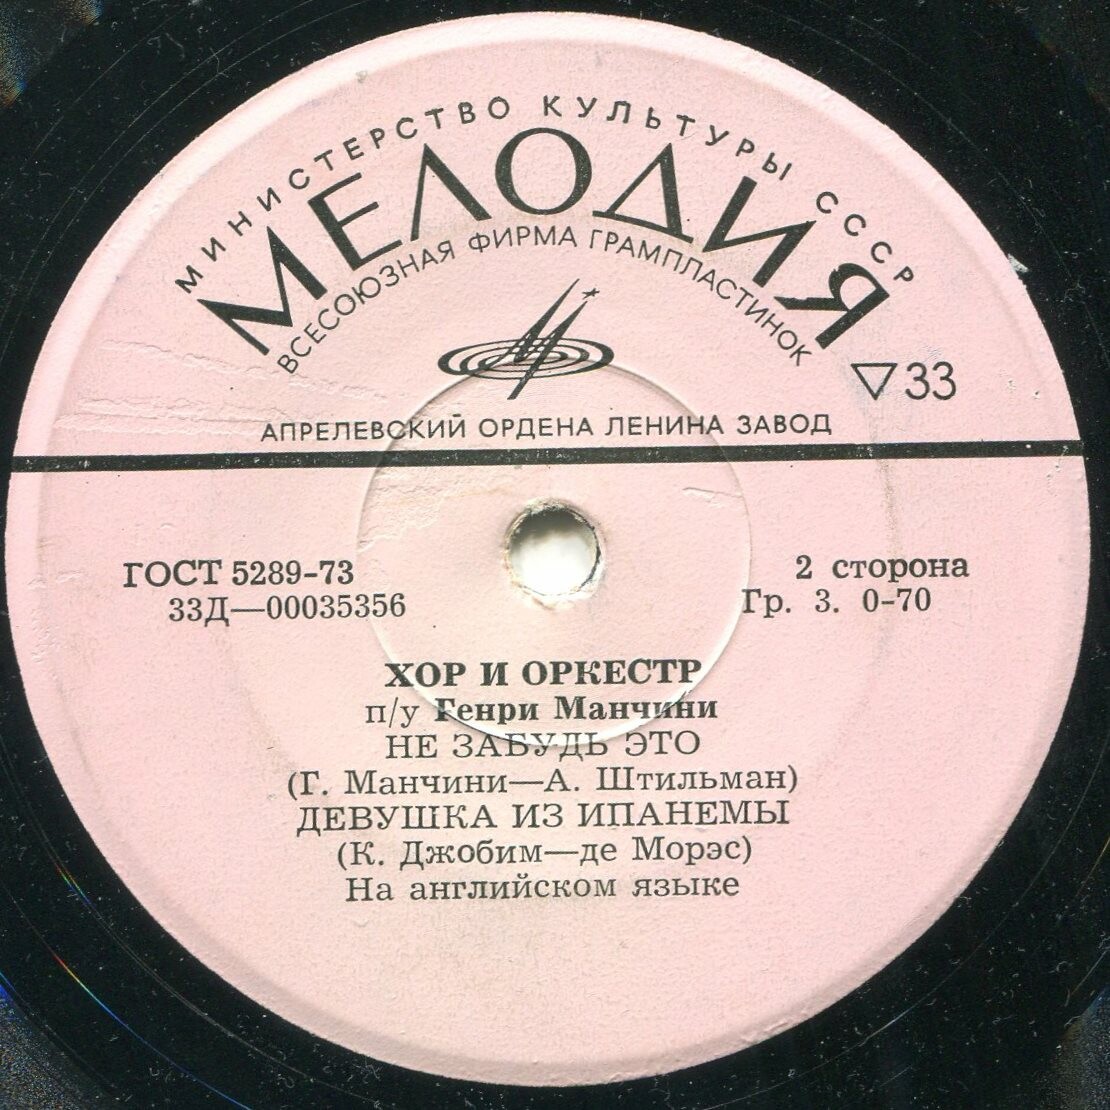 МИНИСТЕРСТВО КУЛЬТУРЫ СССР
МЕЛОДИЯ
ВСЕСОЮЗНАЯ ФИРМА ГРАМПЛАСТИНОК
▽33
АПРЕЛЕВСКИЙ ОРДЕНА ЛЕНИНА ЗАВОД
ГОСТ 5289-73
2 сторона
33Д—00035356
Гр. 3. 0-70
ХОР И ОРКЕСТР
п/у Генри Манчини
НЕ ЗАБУДЬ ЭТО
(Г. Манчини—А. Штильман)
ДЕВУШКА ИЗ ИПАНЕМЫ
(К. Джобим—де Морэс)
На английском языке